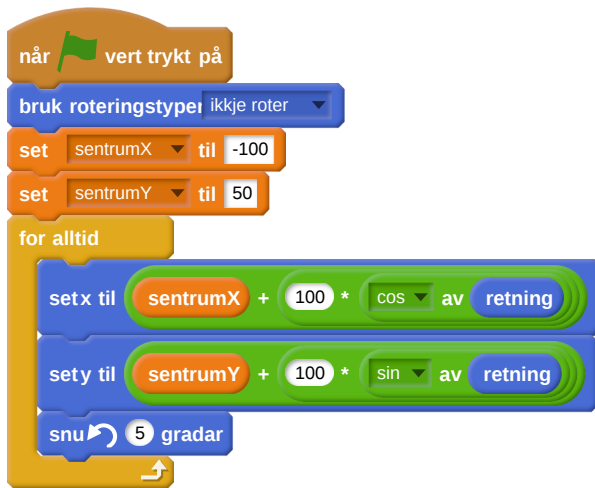 når vert trykt på
bruk roteringstypen ikkje roter
set sentrumX til -100
set sentrumY til 50
for alltid
set x til sentrumX + 100 * cos av retning
set y til sentrumY + 100 * sin av retning
snu 5 gradar